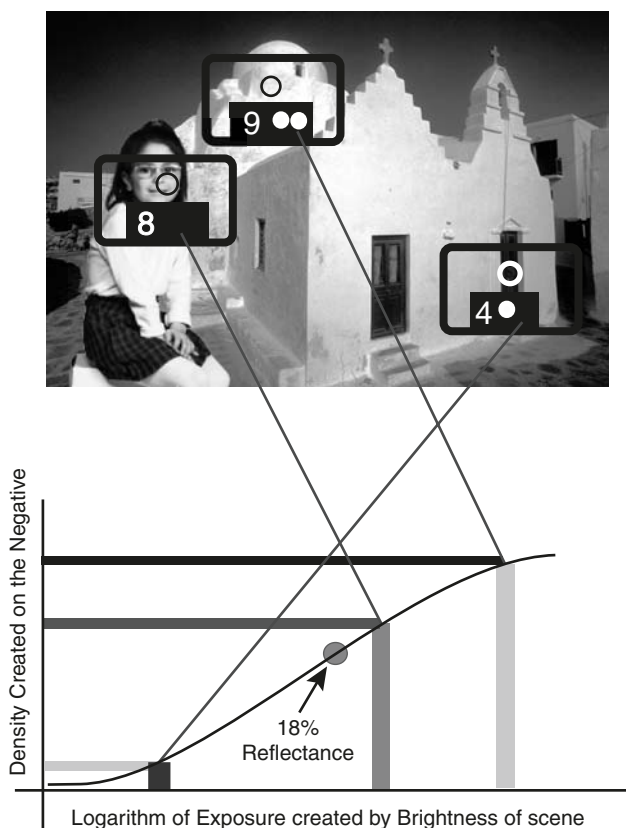 9
8
4
Density Created on the Negative
18%
Reflectance
Logarithm of Exposure created by Brightness of scene